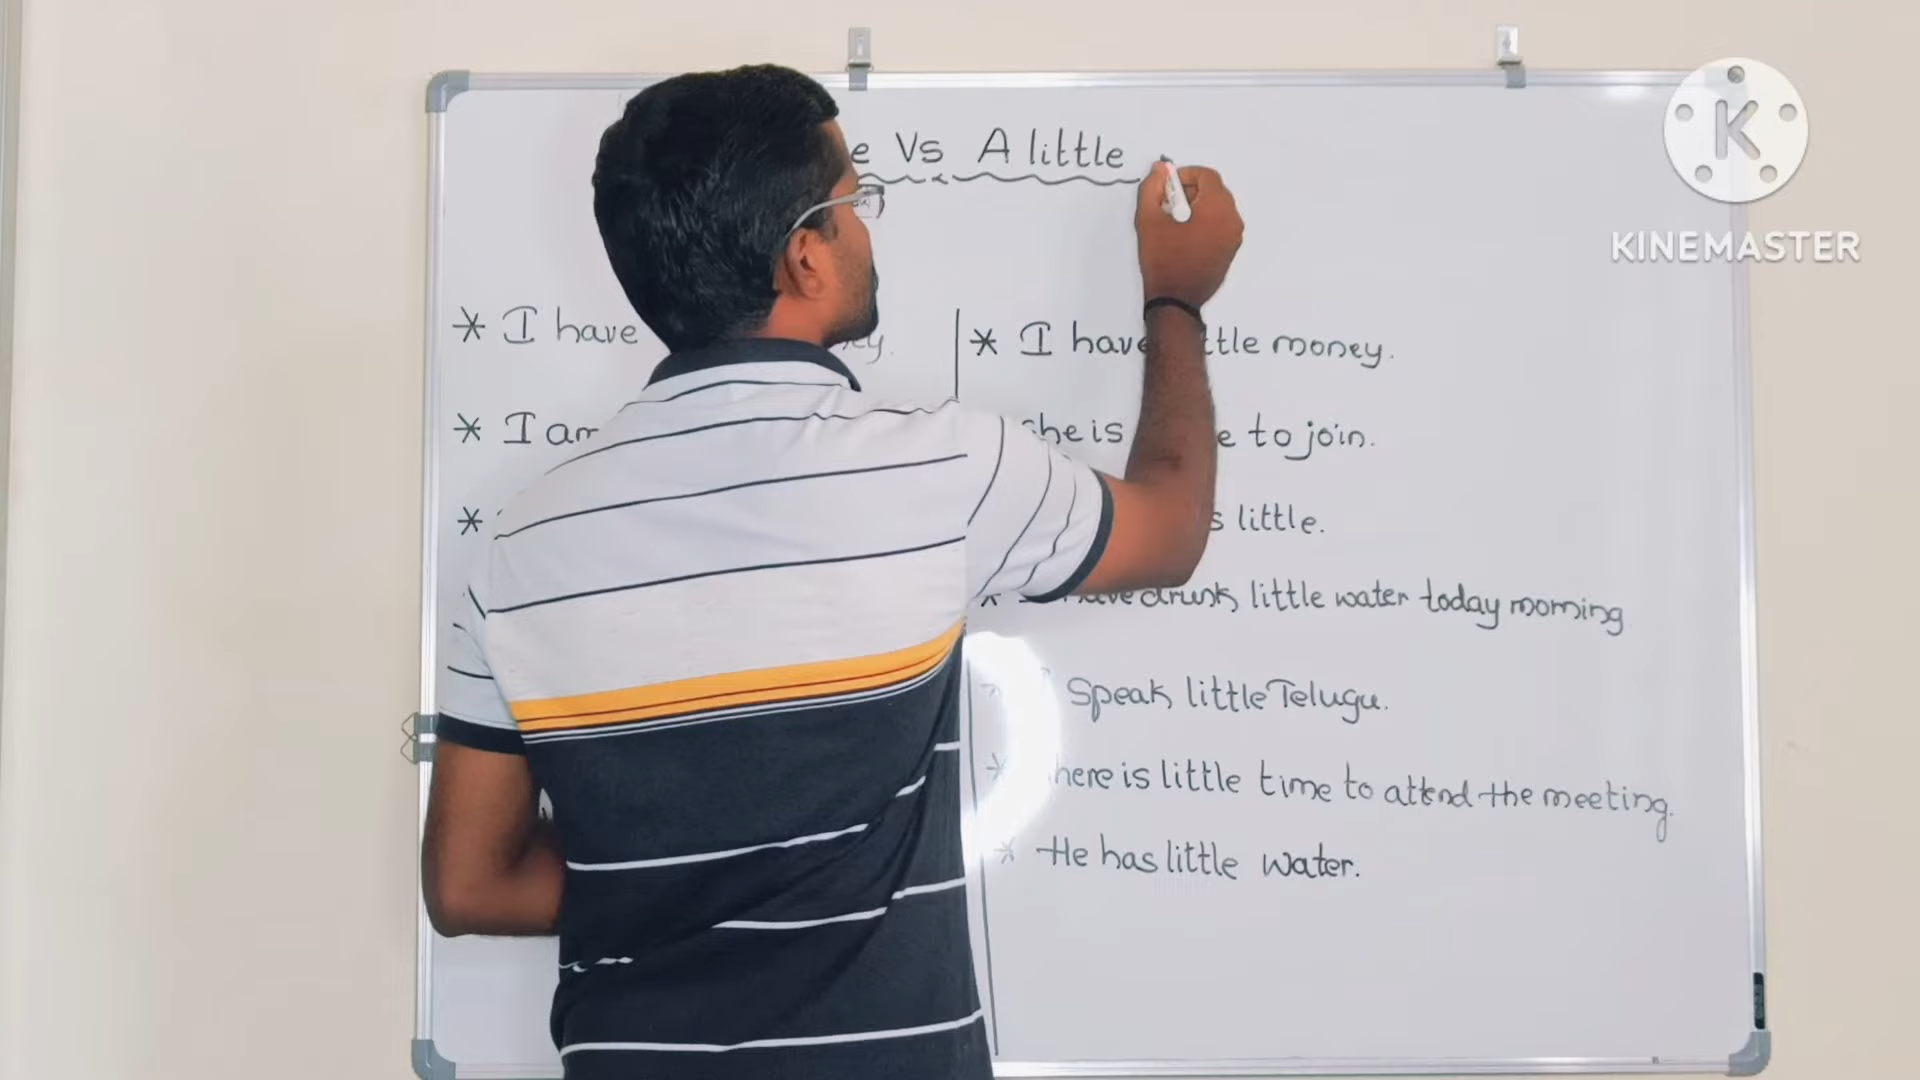 Vs A little
* I have
* I have little money.
* I am
she is to join.
*
little.
drunk little water today morning
speak little Telugu.
* here is little time to attend the meeting.
* He has little water.
K
KINEMASTER